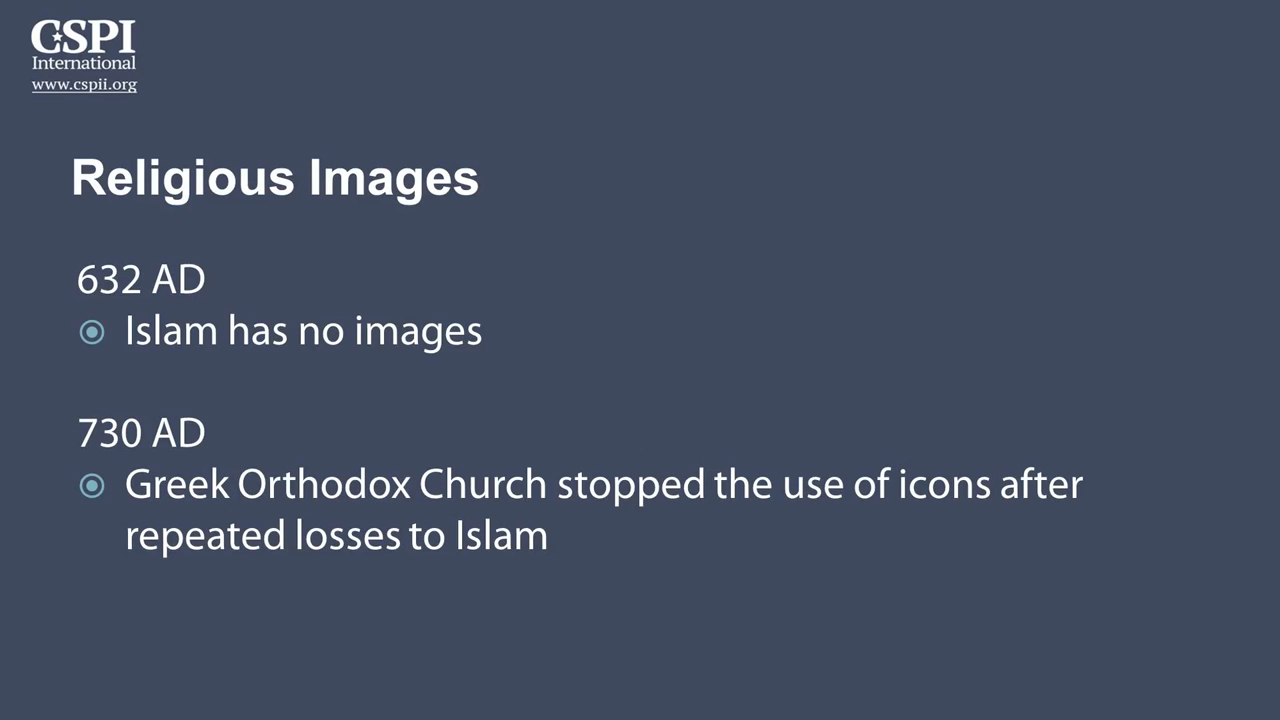 CSPI
International
www.cspii.org
Religious Images
632 AD
Islam has no images
730 AD
Greek Orthodox Church stopped the use of icons after
repeated losses to Islam